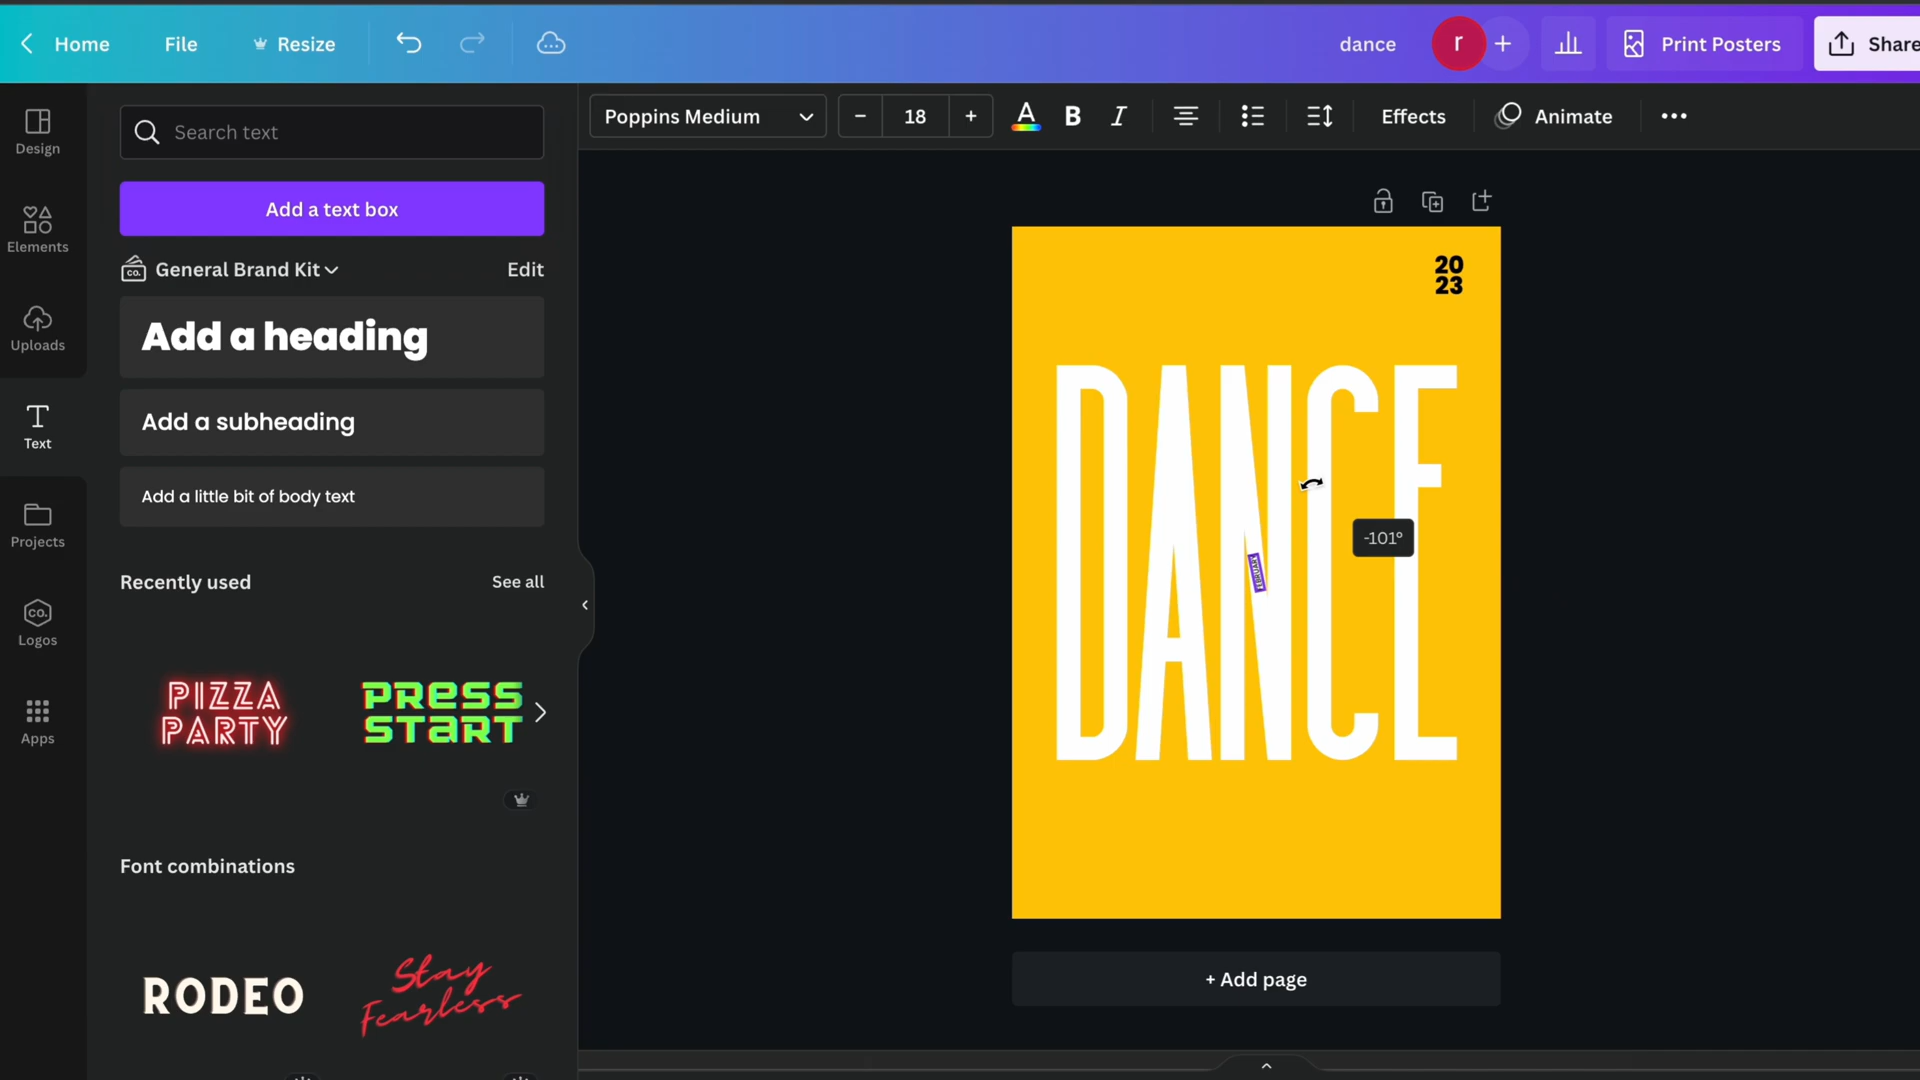 Home
File
Resize
dance
r
Print Posters
Share
Design
Elements
Uploads
Text
Projects
co.
Logos
Apps
Search text
Add a text box
co.
General Brand Kit
Edit
Add a heading
Add a subheading
Add a little bit of body text
Recently used
See all
PIZZA
PARTY
PRESS
START
Font combinations
RODEO
Stay
Fearless
Poppins Medium
18
A
B
I
Effects
Animate
20
23
DANCE
FEBRUARY
-101°
+ Add page